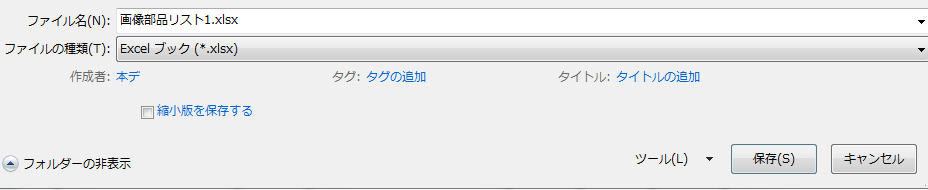 ファイル名(N): 画像部品リスト1.xlsx
ファイルの種類(T): Excel ブック (*.xlsx)
作成者: 本デ タグ: タグの追加 タイトル: タイトルの追加
縮小版を保存する
フォルダーの非表示 ツール(L) 保存(S) キャンセル